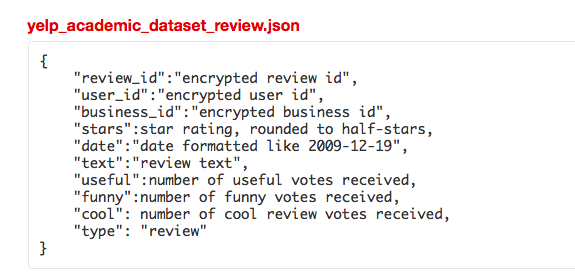 yelp_academic_dataset_review.json
{
    "review_id":"encrypted review id",
    "user_id":"encrypted user id",
    "business_id":"encrypted business id",
    "stars":star rating, rounded to half-stars,
    "date":"date formatted like 2009-12-19",
    "text":"review text",
    "useful":number of useful votes received,
    "funny":number of funny votes received,
    "cool": number of cool review votes received,
    "type": "review"
}